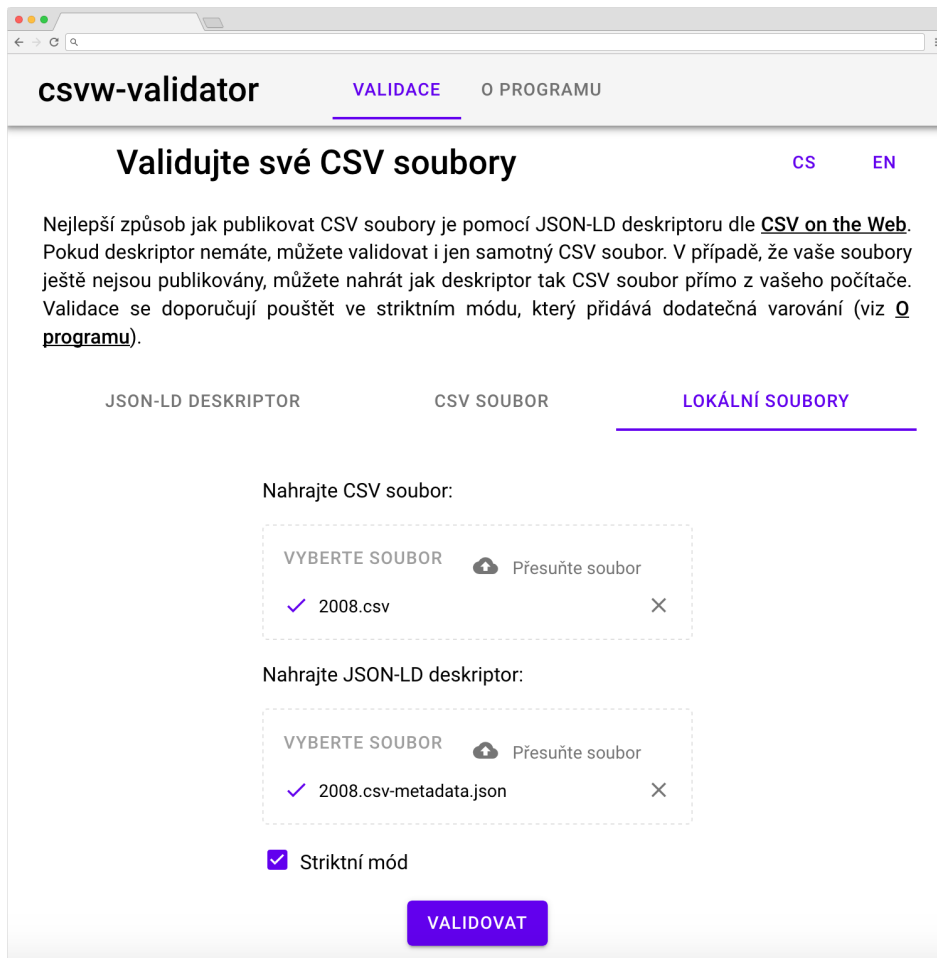 csvw-validator
VALIDACE
O PROGRAMU
Validujte své CSV soubory
CS
EN
Nejlepší způsob jak publikovat CSV soubory je pomocí JSON-LD deskriptoru dle CSV on the Web.
Pokud deskriptor nemáte, můžete validovat i jen samotný CSV soubor. V případě, že vaše soubory
ještě nejsou publikovány, můžete nahrát jak deskriptor tak CSV soubor přímo z vašeho počítače.
Validace se doporučují pouštět ve striktním módu, který přidává dodatečná varování (viz O
programu).
JSON-LD DESKRIPTOR
CSV SOUBOR
LOKÁLNÍ SOUBORY
Nahrajte CSV soubor:
VYBERTE SOUBOR
Přesuňte soubor
2008.csv
Nahrajte JSON-LD deskriptor:
VYBERTE SOUBOR
Přesuňte soubor
2008.csv-metadata.json
Striktní mód
VALIDOVAT